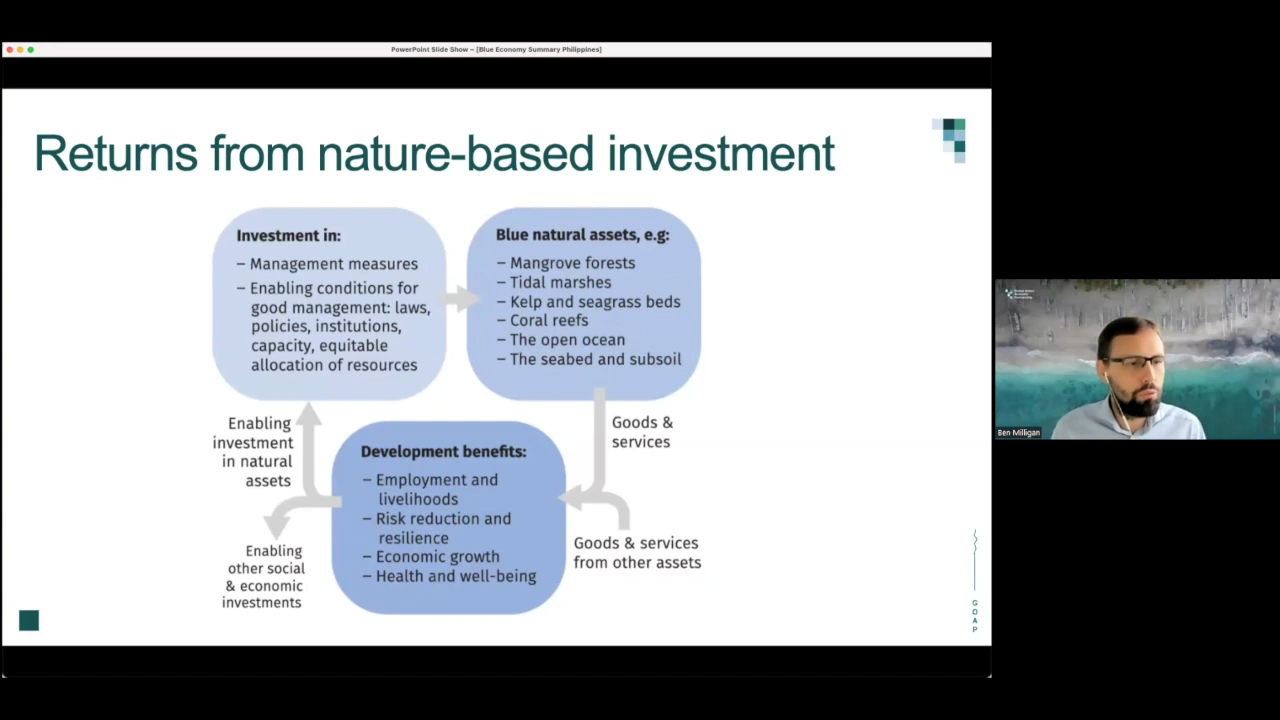 PowerPoint Slide Show – [Blue Economy Summary Philippines]
Returns from nature-based investment
Investment in:
– Management measures
– Enabling conditions for
good management: laws,
policies, institutions,
capacity, equitable
allocation of resources
Blue natural assets, e.g:
– Mangrove forests
– Tidal marshes
– Kelp and seagrass beds
– Coral reefs
– The open ocean
– The seabed and subsoil
Enabling
investment
in natural
assets
Goods &
services
Development benefits:
– Employment and
livelihoods
– Risk reduction and
resilience
– Economic growth
– Health and well-being
Enabling
other social
& economic
investments
Goods & services
from other assets
G
O
A
P
Ben Milligan